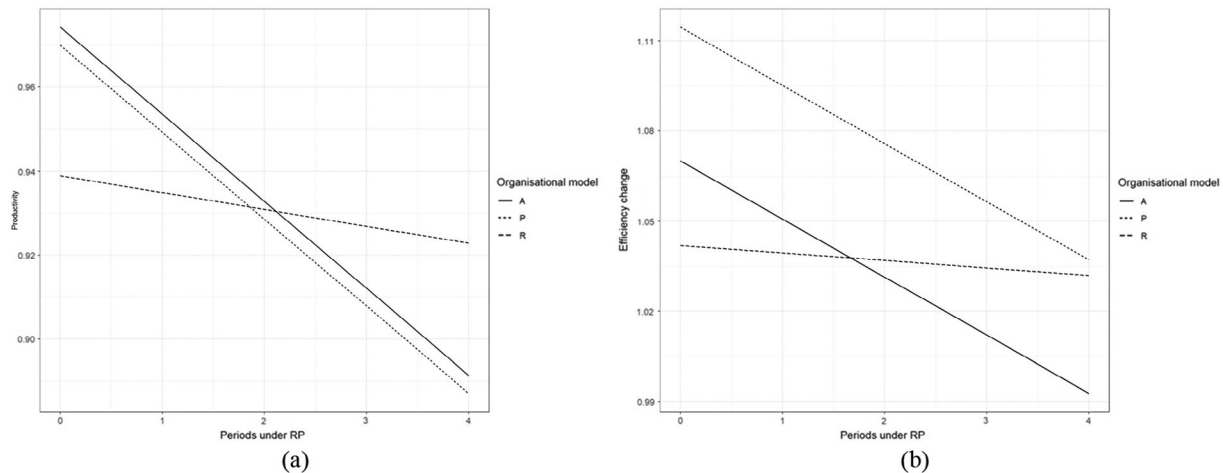 0.96
0.94
0.92
0.90
Productivity
0 1 2 3 4
Periods under RP
Organisational model
A
P
R
(a)
1.11
1.08
1.05
1.02
0.99
Efficiency change
0 1 2 3 4
Periods under RP
Organisational model
A
P
R
(b)